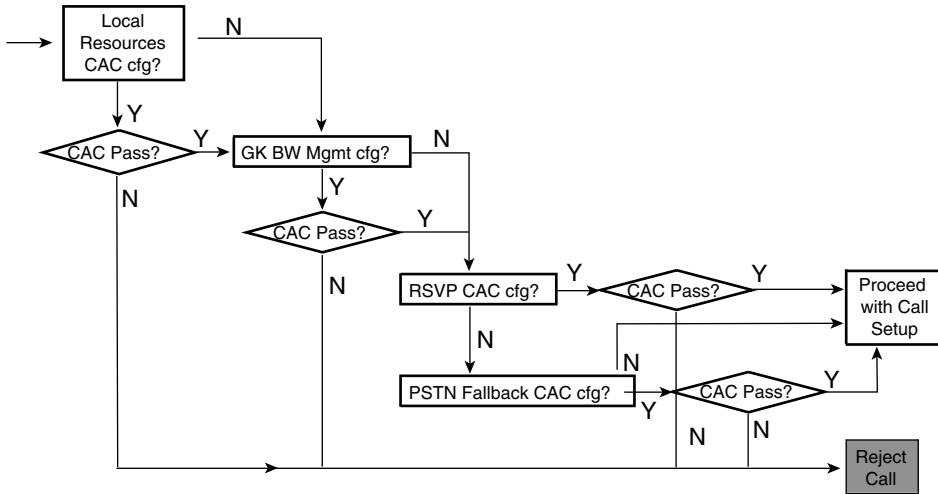 Local
Resources
CAC cfg?
N
Y
CAC Pass?
Y
GK BW Mgmt cfg?
N
N
Y
CAC Pass?
Y
N
RSVP CAC cfg?
Y
CAC Pass?
Y
Proceed
with Call
Setup
N
N
PSTN Fallback CAC cfg?
Y
CAC Pass?
Y
N
N
Reject
Call